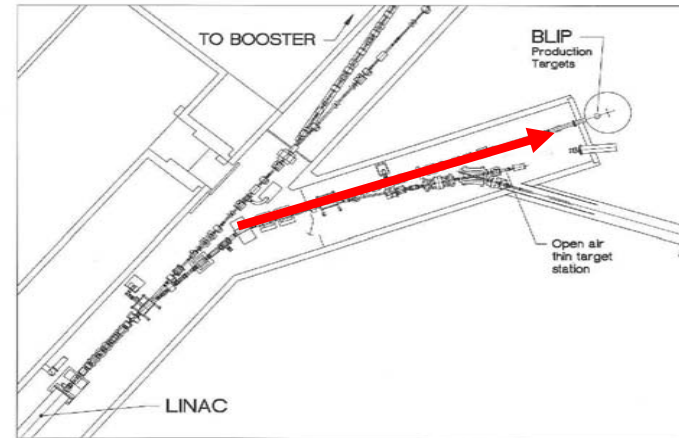 TO BOOSTER
BLIP
Production
Targets
Open air
thin target
station
LINAC